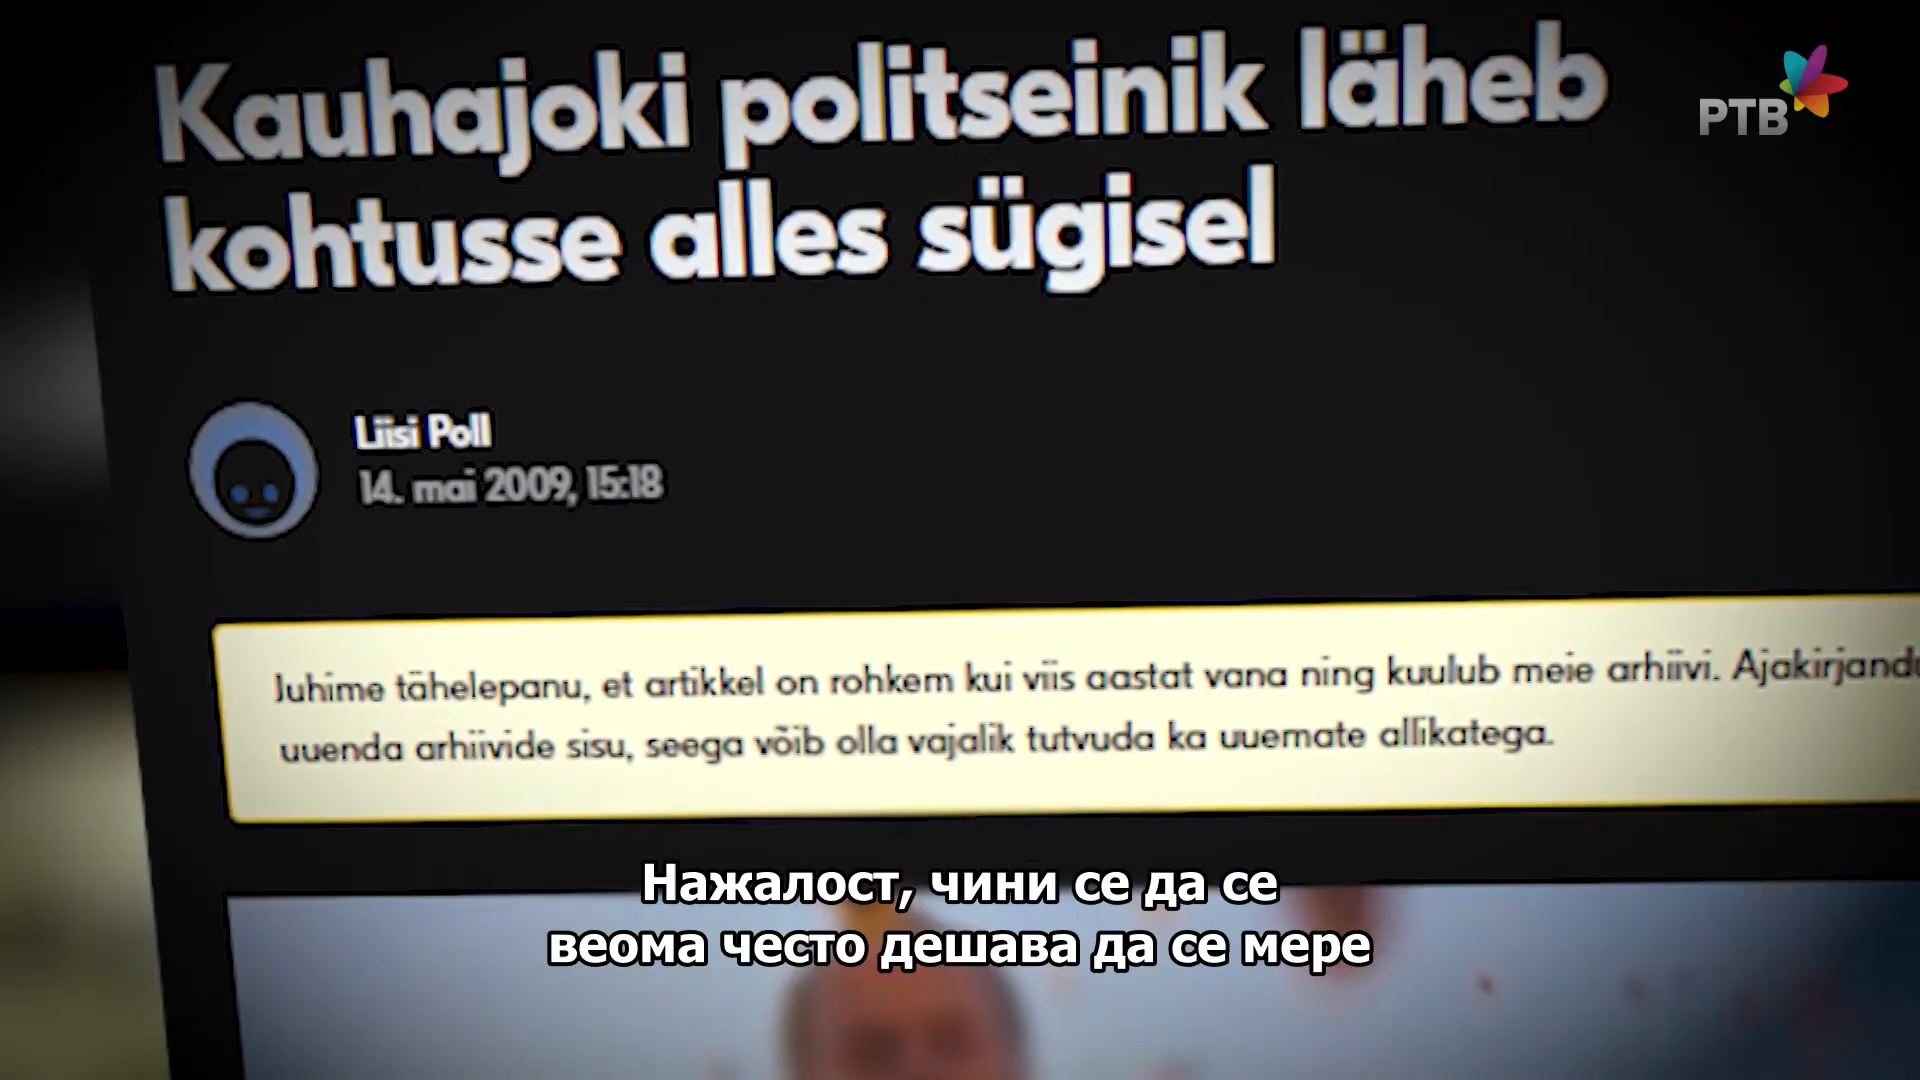 Kauhajoki politseinik läheb
kohtusse alles sügisel
РТВ
Liisi Poll
14. mai 2009, 15:18
Juhime tähelepanu, et artikkel on rohkem kui viis aastat vana ning kuulub meie arhiivi.
uuenda arhiivide sisu, seega võib olla vajalik tutvuda ka uuemate allikatega.
Нажалост, чини се да се
веома често дешава да се мере